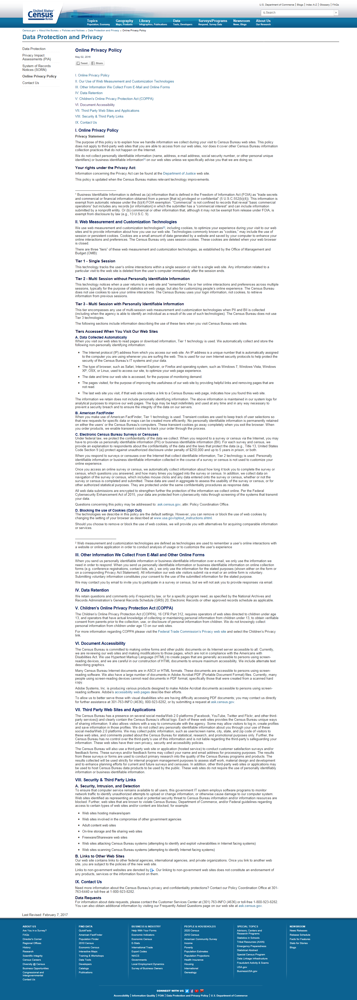 U.S. Department of Commerce | Blogs | Index A-Z | Glossary | FAQs
United States™
Census
Bureau
Search
Topics
Population, Economy
Geography
Maps, Products
Library
Infographics, Publications
Data
Tools, Developers
Surveys/Programs
Respond, Survey Data
Newsroom
News, Blogs
About Us
Our Research
Census.gov › About the Bureau › Policies and Notices › Data Protection and Privacy › Online Privacy Policy
Data Protection and Privacy
Data Protection
Privacy Impact
Assessments (PIA)
System of Records
Notices (SORN)
Online Privacy Policy
Contact Us
Online Privacy Policy
May 02, 2016
Tweet Share
I. Online Privacy Policy
II. Our Use of Web Measurement and Customization Technologies
III. Other Information We Collect From E-Mail and Online Forms
IV. Data Retention
V. Children's Online Privacy Protection Act (COPPA)
VI. Document Accessibility
VII. Third Party Web Sites and Applications
VIII. Security & Third Party Links
IX. Contact Us
I. Online Privacy Policy
Privacy Statement
The purpose of this policy is to explain how we handle information we collect during your visit to Census Bureau web sites. This policy
does not apply to third-party web sites that you are able to access from our web sites, nor does it cover other Census Bureau information
collection practices that do not happen on the Internet.
We do not collect personally identifiable information (name, address, e-mail address, social security number, or other personal unique
identifiers) or business identifiable information[1] on our web sites unless we specifically advise you that we are doing so.
Your rights under the Privacy Act:
Information concerning the Privacy Act can be found at the Department of Justice web site.
This policy is updated when the Census Bureau makes relevant technology improvements.
1 Business Identifiable Information is defined as (a) information that is defined in the Freedom of Information Act (FOIA) as “trade secrets
and commercial or financial information obtained from a person [that is] privileged or confidential” (5 U.S.C.552(b)(4)). This information is
exempt from automatic release under the (b)(4) FOIA exemption. “Commercial” is not confined to records that reveal “basic commercial
operations” but includes any records [or information] in which the submitter has a “commercial interest” and can include information
submitted by a nonprofit entity. Or (b) commercial or other information that, although it may not be exempt from release under FOIA, is
exempt from disclosure by law (e.g., 13 U.S.C. 9).
II. Web Measurement and Customization Technologies
We use web measurement and customization technologies[2], including cookies, to optimize your experience during your visit to our web
sites and to provide information about how you use our web site. Technologies commonly known as “cookies,” may include the use of
session or persistent cookies. Cookies are a small amount of data generated by a website and saved by your computer to enhance your
online interactions and preferences. The Census Bureau only uses session cookies. These cookies are deleted when your web browser
is closed.
There are three “tiers” of these web measurement and customization technologies, as established by the Office of Management and
Budget (OMB):
Tier 1 - Single Session
This technology tracks the user's online interactions within a single session or visit to a single web site. Any information related to a
particular visit to the web site is deleted from the user's computer immediately after the session ends.
Tier 2 - Multi Session without Personally Identifiable Information
This technology notices when a user returns to a web site and “remembers” his or her online interactions and preferences across multiple
sessions, typically for the purpose of statistics on web usage, but also for customizing people's online experience. The Census Bureau
does not use cookies to save your online interactions. The Census Bureau uses your login information, not cookies, to retrieve
information from previous sessions.
Tier 3 - Multi Session with Personally Identifiable Information
This tier encompasses any use of multi-session web measurement and customization technologies when PII and BII is collected
(including when the agency is able to identify an individual as a result of its use of such technologies). The Census Bureau does not use
Tier 3 technologies.
The following sections include information describing the use of these tiers when you visit Census Bureau web sites.
Tiers Accessed When You Visit Our Web Sites
A. Data Collected Automatically
When you visit our web sites to read pages or download information, Tier 1 technology is used. We automatically collect and store the
following non-personally identifying information:
▪ The Internet protocol (IP) address from which you access our web site. An IP address is a unique number that is automatically assigned
to the computer you are using whenever you are surfing the web. This is used for our own Internet security protocols to help protect the
security of the Census Bureau's IT systems and your data.
▪ The type of browser, such as Safari, Internet Explorer, or Firefox and operating system, such as Windows 7, Windows Vista, Windows
XP, OSX, or Linux, used to access our site, to optimize your web page experience.
▪ The date and time our web site is accessed, for the purpose of monitoring demand.
▪ The pages visited, for the purpose of improving the usefulness of our web site by providing helpful links and removing pages that are
not read.
▪ The last web site you visit, if that web site contains a link to a Census Bureau web page, indicates how you found this web site.
The information we retain does not include personally identifying information. The above information is maintained in our system logs for
analytical purposes to improve our web pages. The logs may be kept indefinitely and used at any time and in any way necessary to
prevent a security breach and to ensure the integrity of the data on our servers.
B. American FactFinder
When you make use of American FactFinder, Tier 1 technology is used. Transient cookies are used to keep track of user selections so
that new requests for specific data or maps can be created more efficiently. No personally identifiable information is permanently retained
on either the users' or the Census Bureau's computers. These transient cookies go away completely when you exit the browser. When
you order products, we enable transient cookies to track your order through the process.
C. Electronic Census Bureau Surveys or Censuses
Under federal law, we protect the confidentiality of the data we collect. When you respond to a survey or census via the Internet, you may
have to provide us personally identifiable information (PII) or business identifiable information (BII). For each survey and census, we
provide an explanation to respondents about the confidentiality of the data and the laws that protect the data (e.g., Title 13, United States
Code Section 9 (a)) protect against unauthorized disclosure under penalty of $250,000 and up to 5 years in prison, or both.
When you respond to surveys or censuses over the Internet that collect identifiable information, Tier 2 technology is used. Personally
identifiable information or business identifiable information collected in the course of a survey or census is not used to customize your
online experience.
Once you access an online survey or census, we automatically collect information about how long it took you to complete the survey or
census, which questions you answered, and how many times you logged into the survey or census. In addition, we collect data on
navigation of the survey or census, which includes mouse clicks and any data entered onto the survey or census, whether or not the
survey or census is completed and submitted. These data are used in aggregate to assess the usability of the survey or census, or for
other authorized statistical purposes. They are protected under the same confidentiality procedures as response data.
All web data submissions are encrypted to strengthen further the protection of the information we collect online. Per the Federal
Cybersecurity Enhancement Act of 2015, your data are protected from cybersecurity risks through screening of the systems that transmit
your data.
Questions concerning this policy may be addressed to: ask.census.gov, attn: Policy Coordination Office.
D. Blocking the use of Cookies (Opt Out)
The technologies we describe in this policy are the default settings. However, you can remove or block the use of web cookies by
changing the setting of your browser as described at www.usa.gov/optout_instructions.shtml.
Should you choose to remove or block the use of web cookies, we will provide you with alternatives for acquiring comparable information
or services.
2 Web measurement and customization technologies are defined as technologies are used to remember a user's online interactions with
a website or online application in order to conduct analysis of usage or to customize the user's experience
III. Other Information We Collect From E-Mail and Other Online Forms
When you send us personally identifiable information or business identifiable information over e-mail, we only use the information we
need in order to respond. When you send us personally identifiable information or business identifiable information on online collection
forms (e.g. conference registrations, contact lists, etc.), we only use the information for the stated purposes (shown either on the form or
on a corresponding Privacy Act Statement). All information our web site visitors submit via e-mail or an online form is voluntary.
Submitting voluntary information constitutes your consent to the use of the submitted information for the stated purpose.
We may contact you by email to invite you to participate in a survey or census, but we will not ask you to provide responses via email.
IV. Data Retention
We retain questions and comments only if required by law, or for a specific program need, as specified by the National Archives and
Records Administration's General Records Schedule (GRS) 20, Electronic Records or other approved records schedule as applicable.
V. Children's Online Privacy Protection Act (COPPA)
The Children's Online Privacy Protection Act (COPPA), 16 CFR Part 312, requires operators of web sites directed to children under age
13, and operators that have actual knowledge of collecting or maintaining personal information from children under 13, to obtain verifiable
consent from parents prior to the collection, use, or disclosure of personal information from children. We do not knowingly collect
personal information from children under age 13 on our web sites.
For more information regarding COPPA please visit the Federal Trade Commission's Privacy web site and select the Children's Privacy
link.
VI. Document Accessibility
The Census Bureau is committed to making online forms and other public documents on its Internet server accessible to all. Currently,
we are reviewing our web sites and making modifications to those pages, which are not in compliance with the Americans with
Disabilities Act. We use Hypertext Markup Language (HTML) to create pages that are generally accessible to persons using screen-
reading devices, and we are careful in our construction of HTML documents to ensure maximum accessibility. We include alternate text
describing graphics.
Many Census Bureau Internet documents are in ASCII or HTML formats. These documents are accessible to persons using screen-
reading software. We also have a large number of documents in Adobe Acrobat PDF (Portable Document Format) files. Currently, many
people using screen-reading devices cannot read documents in PDF format, specifically those that were created from a scanned hard
copy.
Adobe Systems, Inc. is producing various products designed to make Adobe Acrobat documents accessible to persons using screen-
reading software. Adobe's accessibility web pages describe their efforts.
To allow us to better serve those with visual disabilities who are having difficulty accessing PDF documents; you may contact us directly
for further assistance at 301-763-INFO (4636), 800-923-8282, or by submitting a request at ask.census.gov.
VII. Third Party Web Sites and Applications
The Census Bureau has a presence on several social media/Web 2.0 platforms (Facebook, YouTube, Twitter and Flickr, and other third-
party services)) and clearly contain the Census Bureau's official logo. Each of these web sites provides the Census Bureau unique ways
of sharing information. It also allows visitors with a way to communicate with the agency. Some may allow visitors to log in, create profiles
and save information in those profiles. We do not collect any personally identifiable information about you through your use of these
social media/Web 2.0 platforms. We may collect public information, such as user/screen name, city, state, and zip code of visitors to
these web sites, and comments posted about the Census Bureau for statistical, research, and promotional purposes only. Further, the
Census Bureau has no control over the third-party's use of this information and is not liable regarding the third-party's safeguarding your
information. These web sites have their own privacy, security and accessibility policies.
The Census Bureau will also use a third-party web site or application (hosted service) to conduct customer satisfaction surveys and/or
feedback forms. These surveys and/or feedback forms may collect your name and email address for processing purposes. The results
from these surveys or forms are used to conduct primary research into the quality of the Census Bureau programs and products. The
results collected will be used strictly for internal program management purposes to assess staff work, material design and development
and to enhance planning efforts for current and future surveys and censuses. In addition, other third-party web sites or applications may
be used to host Census Bureau data products to be used by the public. These web sites do not require the use of personally identifiably
information or business identifiable information.
VIII. Security & Third Party Links
A. Security, Intrusion, and Detection
To ensure that computer service remains available to all users, this government IT system employs software programs to monitor
network traffic to identify unauthorized attempts to upload or change information, or otherwise cause damage to our computer system.
Web sites identified as representing an actual or potential security threat to Census Bureau information and/or information resources are
blocked. Further, web sites that are known to violate Census Bureau, Department of Commerce, and/or Federal guidelines regarding
access to certain types of web sites and/or content are blocked, for example:
▪ Web sites hosting malware/spam
▪ Web sites involved in the compromise of other government agencies
▪ Adult content web sites
▪ On-line storage and file sharing web sites
▪ Freeware/Shareware web sites
▪ Web sites attacking Census Bureau systems (attempting to identify and exploit vulnerabilities in Internet facing systems)
▪ Web sites scanning Census Bureau systems (attempting to identify Internet facing systems)
B. Links to Other Web Sites
Our web site contains links to other federal agencies, international agencies, and private organizations. Once you link to another web
site, you are subject to the policies of the new web site.
Links to non-government websites are denoted by . Our linking to non-government web sites does not constitute an endorsement of
any products, services or the information found on them.
IX. Contact Us
Need more information about the Census Bureau's privacy and confidentiality protections? Contact our Policy Coordination Office at 301-
763-6440 or toll-free at 1-800-923-8282.
Data Requests
For information about data requests, please contact the Customer Services Center at (301) 763-INFO (4636) or toll-free 1-800-923-8282.
You can also obtain additional information by visiting our Frequently Asked Questions page on our web site at ask.census.gov.
Last Revised: February 7, 2017
ABOUT US
Are You in a Survey?
FAQs
Director's Corner
Regional Offices
History
Research
Scientific Integrity
Census Careers
Diversity @ Census
Business Opportunities
Congressional and
Intergovernmental
Contact Us
FIND DATA
QuickFacts
American FactFinder
Population Finder
2010 Census
Economic Census
Interactive Maps
Training & Workshops
Data Tools
Developers
Catalogs
Publications
BUSINESS & INDUSTRY
Help With Your Forms
Economic Indicators
Economic Census
E-Stats
International Trade
Export Codes
NAICS
Governments
Local Employment Dynamics
Survey of Business Owners
PEOPLE & HOUSEHOLDS
2020 Census
2010 Census
American Community Survey
Income
Poverty
Population Estimates
Population Projections
Health Insurance
Housing
International
Genealogy
SPECIAL TOPICS
Advisors, Centers and
Research Programs
Statistics in Schools
Tribal Resources (AIAN)
Emergency Preparedness
Statistical Abstract
Special Census Program
Data Linkage Infrastructure
Fraudulent Activity & Scams
USA.gov
BusinessUSA.gov
NEWSROOM
News Releases
Release Schedule
Facts for Features
Stats for Stories
Blogs
CONNECT WITH US
Accessibility | Information Quality | FOIA | Data Protection and Privacy Policy | U.S. Department of Commerce